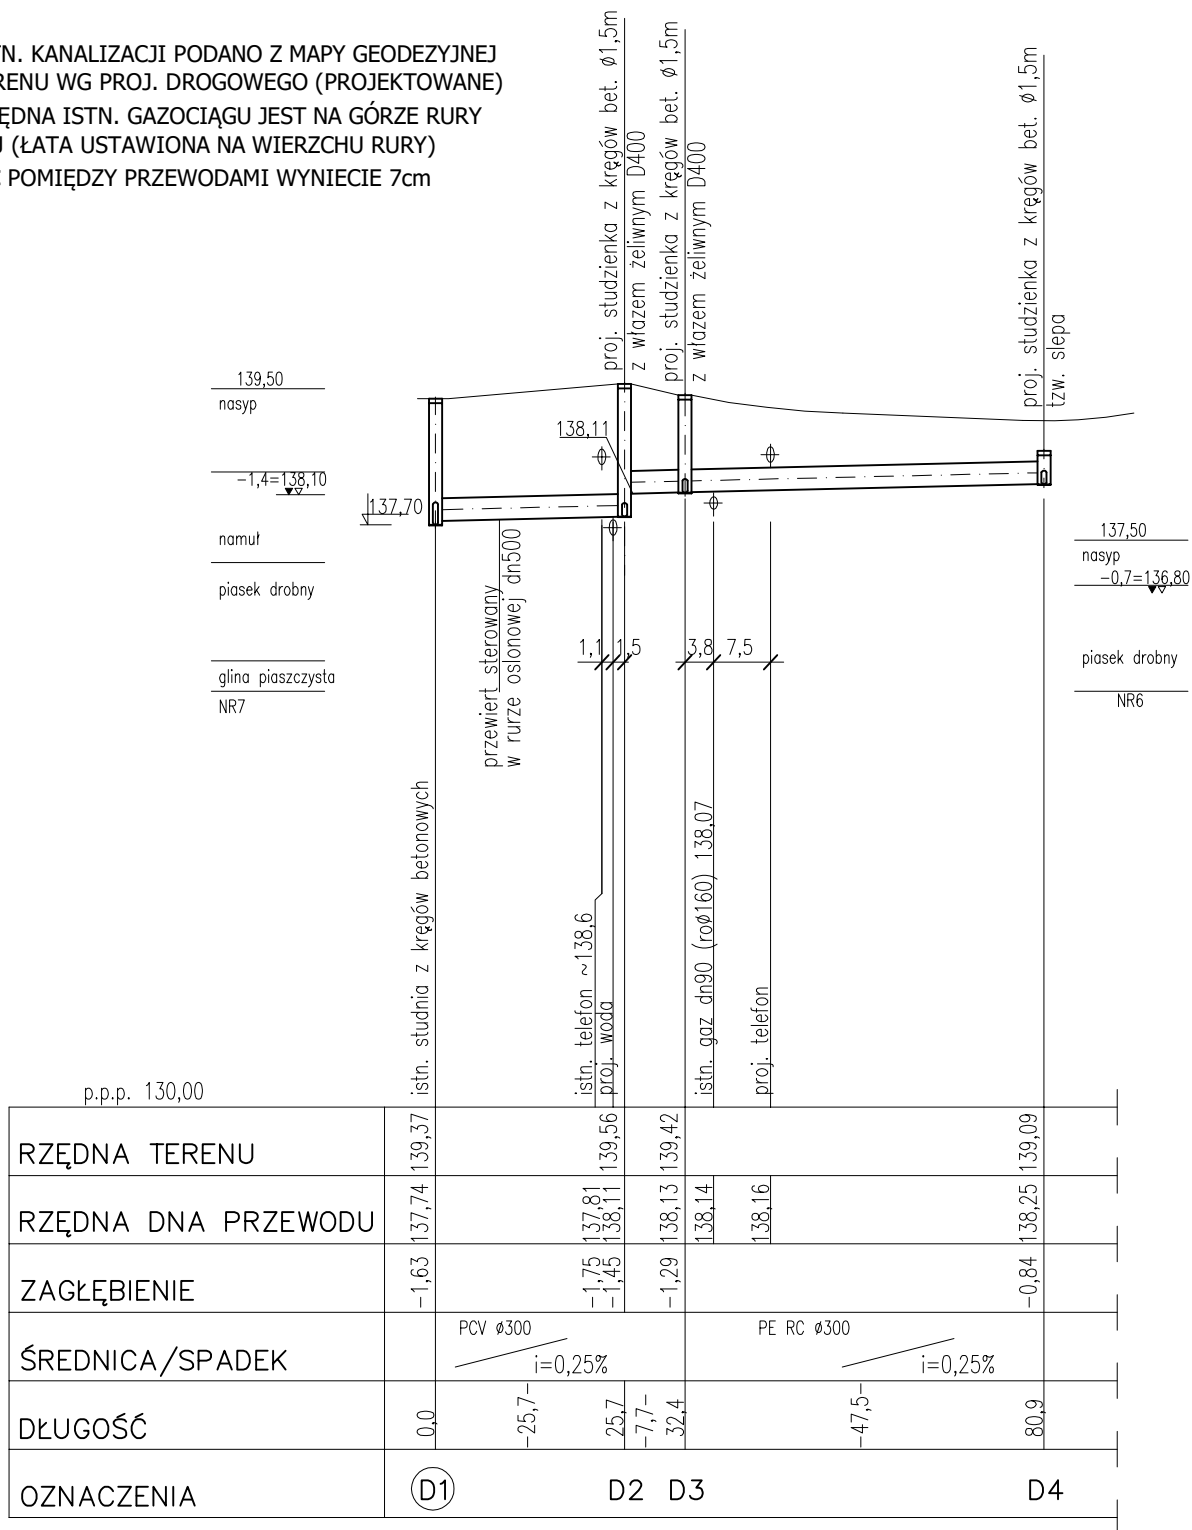 TN. KANALIZACJI PODANO Z MAPY GEODEZYJNEJ
RENU WG PROJ. DROGOWEGO (PROJEKTOWANE)
ĘDNA ISTN. GAZOCIĄGU JEST NA GÓRZE RURY
(ŁATA USTAWIONA NA WIERZCHU RURY)
POMIĘDZY PRZEWODAMI WYNIECIE 7cm
proj. studzienka z kręgów bet. ø1,5m
z włazem żeliwnym D400
proj. studzienka z kręgów bet. ø1,5m
z włazem żeliwnym D400
proj. studzienka z kręgów bet. ø1,5m
tzw. slepa
139,50
nasyp
-1,4=138,10
namuł
piasek drobny
glina piaszczysta
NR7
137,70
138,11
137,50
nasyp
-0,7=136,80
piasek drobny
NR6
przewiert sterowany
w rurze oslonowej dn500
1,1
1,5
3,8
7,5
istn. studnia z kręgów betonowych
istn. telefon ~138,6
proj. woda
istn. gaz dn90 (roø160) 138,07
proj. telefon
p.p.p. 130,00
RZĘDNA TERENU 139,37 139,56 139,42 139,09
RZĘDNA DNA PRZEWODU 137,74 137,81 138,11 138,13 138,14 138,16 138,25
ZAGŁĘBIENIE -1,63 -1,75 -1,45 -1,29 -0,84
ŚREDNICA/SPADEK PCV ø300 i=0,25% PE RC ø300 i=0,25%
DŁUGOŚĆ 0,0 -25,7- 25,7 -7,7- 32,4 -47,5- 80,9
OZNACZENIA D1 D2 D3 D4